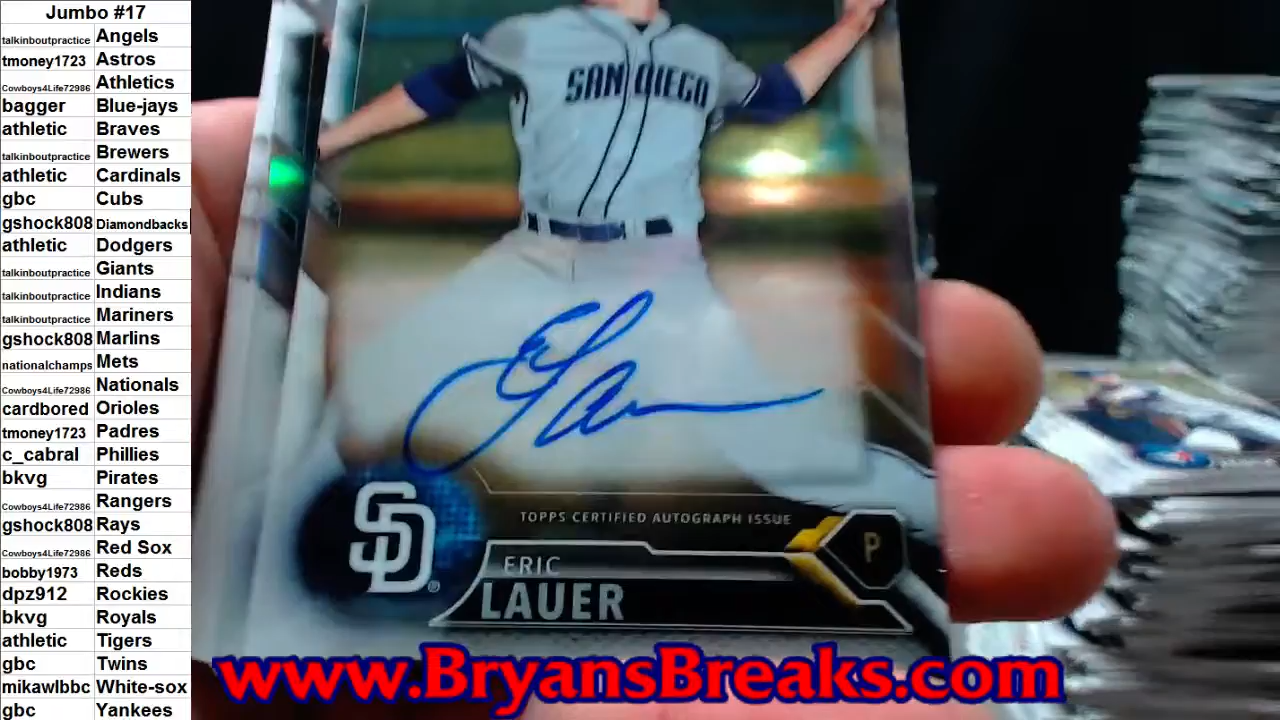 Jumbo #17
talkinboutpractice Angels
tmoney1723 Astros
Cowboys4Life72986 Athletics
bagger Blue-jays
athletic Braves
talkinboutpractice Brewers
athletic Cardinals
gbc Cubs
gshock808 Diamondbacks
athletic Dodgers
talkinboutpractice Giants
talkinboutpractice Indians
talkinboutpractice Mariners
gshock808 Marlins
nationalchamps Mets
Cowboys4Life72986 Nationals
cardbored Orioles
tmoney1723 Padres
c_cabral Phillies
bkvg Pirates
Cowboys4Life72986 Rangers
gshock808 Rays
Cowboys4Life72986 Red Sox
bobby1973 Reds
dpz912 Rockies
bkvg Royals
athletic Tigers
gbc Twins
mikawlbbc White-sox
gbc Yankees
SAN DIEGO
SD
TOPPS CERTIFIED AUTOGRAPH ISSUE
P
ERIC
LAUER
www.BryansBreaks.com